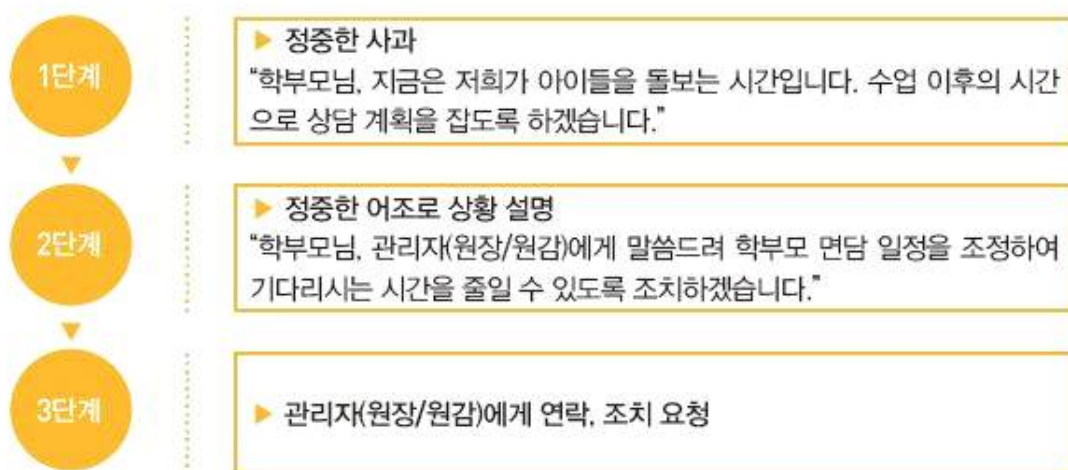 1단계
▶ 정중한 사과
“학부모님, 지금은 저희가 아이들을 돌보는 시간입니다. 수업 이후의 시간
으로 상담 계획을 잡도록 하겠습니다.”
2단계
▶ 정중한 어조로 상황 설명
“학부모님, 관리자(원장/원감)에게 말씀드려 학부모 면담 일정을 조정하여
기다리시는 시간을 줄일 수 있도록 조치하겠습니다.”
3단계
▶ 관리자(원장/원감)에게 연락, 조치 요청